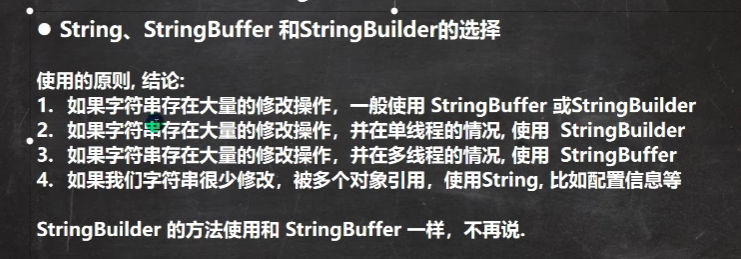 ● String、StringBuffer 和StringBuilder的选择
使用的原则, 结论:
1. 如果字符串存在大量的修改操作，一般使用 StringBuffer 或StringBuilder
2. 如果字符串存在大量的修改操作，并在单线程的情况, 使用 StringBuilder
3. 如果字符串存在大量的修改操作，并在多线程的情况, 使用 StringBuffer
4. 如果我们字符串很少修改，被多个对象引用，使用String, 比如配置信息等
StringBuilder 的方法使用和 StringBuffer 一样，不再说.